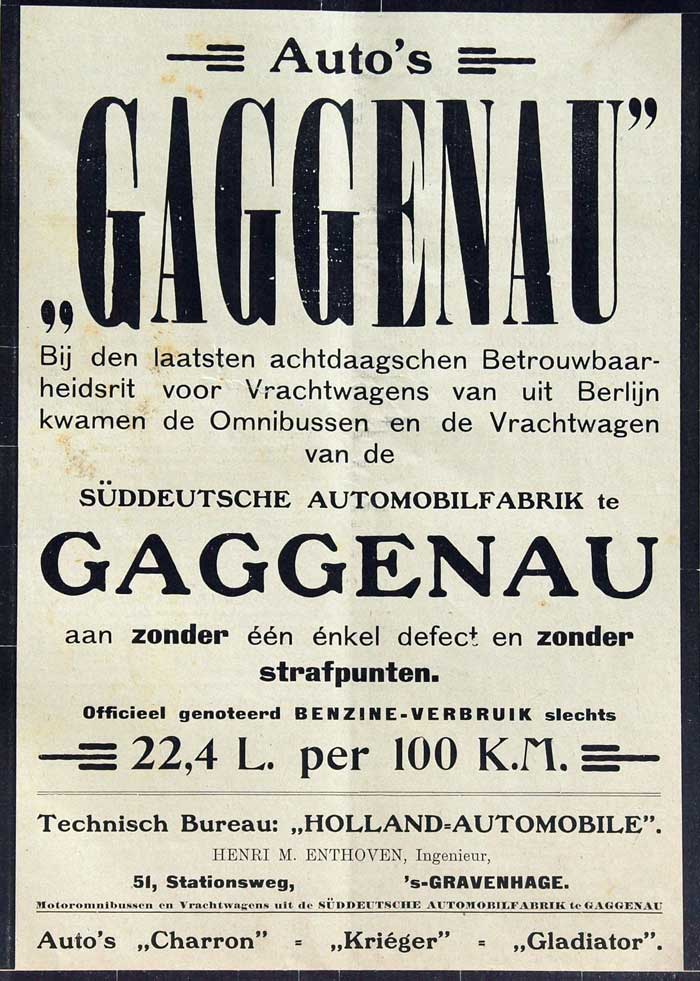 Auto's
„GAGGENAU”
Bij den laatsten achtdaagschen Betrouwbaar-
heidsrit voor Vrachtwagens van uit Berlijn
kwamen de Omnibussen en de Vrachtwagen
van de
SÜDDEUTSCHE AUTOMOBILFABRIK te
GAGGENAU
aan zonder één énkel defect en zonder
strafpunten.
Officieel genoteerd BENZINE-VERBRUIK slechts
22,4 L. per 100 K.M.
Technisch Bureau: „HOLLAND=AUTOMOBILE”.
HENRI M. ENTHOVEN, Ingenieur,
51, Stationsweg, 's-GRAVENHAGE.
Motoromnibussen en Vrachtwagens uit de SÜDDEUTSCHE AUTOMOBILFABRIK te GAGGENAU
Auto's „Charron” = „Kriéger” = „Gladiator”.